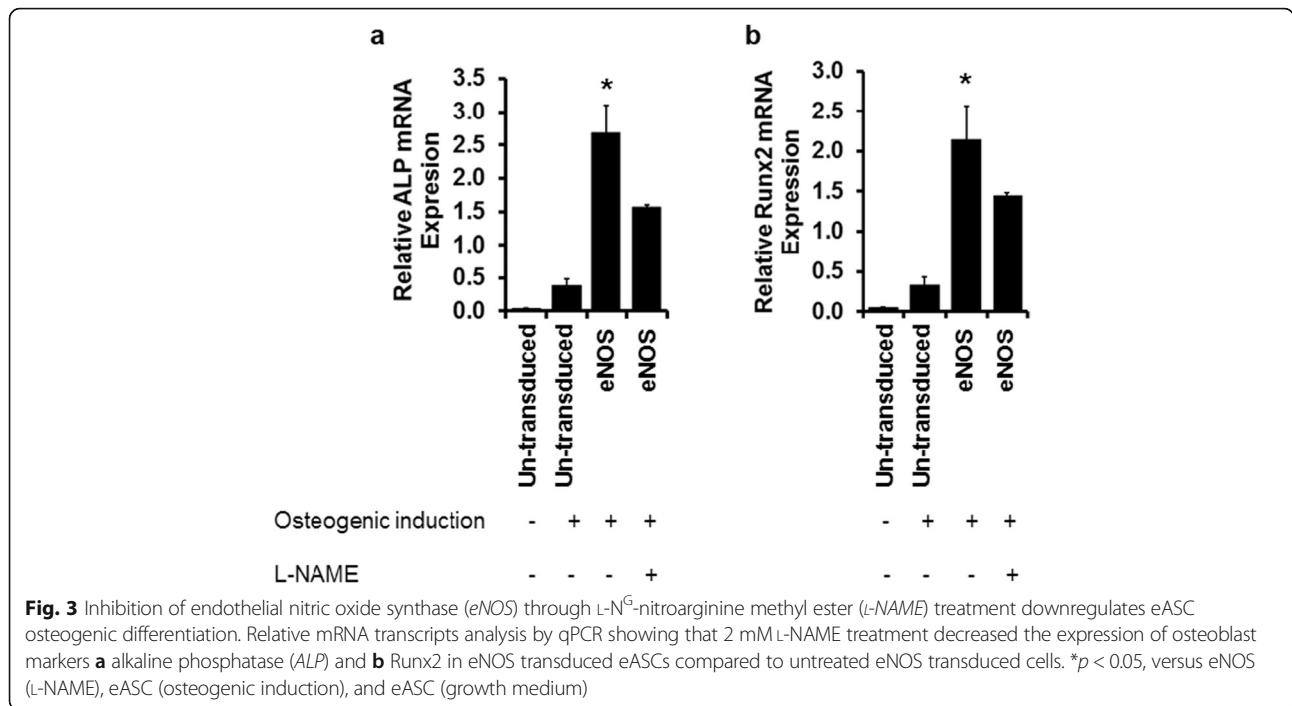 a
Relative ALP mRNA
Expresion
3.5
3.0
2.5
2.0
1.5
1.0
0.5
0.0
*
Un-transduced
Un-transduced
eNOS
eNOS
b
Relative Runx2 mRNA
Expression
3.0
2.5
2.0
1.5
1.0
0.5
0.0
*
Un-transduced
Un-transduced
eNOS
eNOS
Osteogenic induction - + + + - + + +
L-NAME - - - + - - - +
Fig. 3 Inhibition of endothelial nitric oxide synthase (eNOS) through L-N^G-nitroarginine methyl ester (L-NAME) treatment downregulates eASC
osteogenic differentiation. Relative mRNA transcripts analysis by qPCR showing that 2 mM L-NAME treatment decreased the expression of osteoblast
markers a alkaline phosphatase (ALP) and b Runx2 in eNOS transduced eASCs compared to untreated eNOS transduced cells. *p < 0.05, versus eNOS
(L-NAME), eASC (osteogenic induction), and eASC (growth medium)